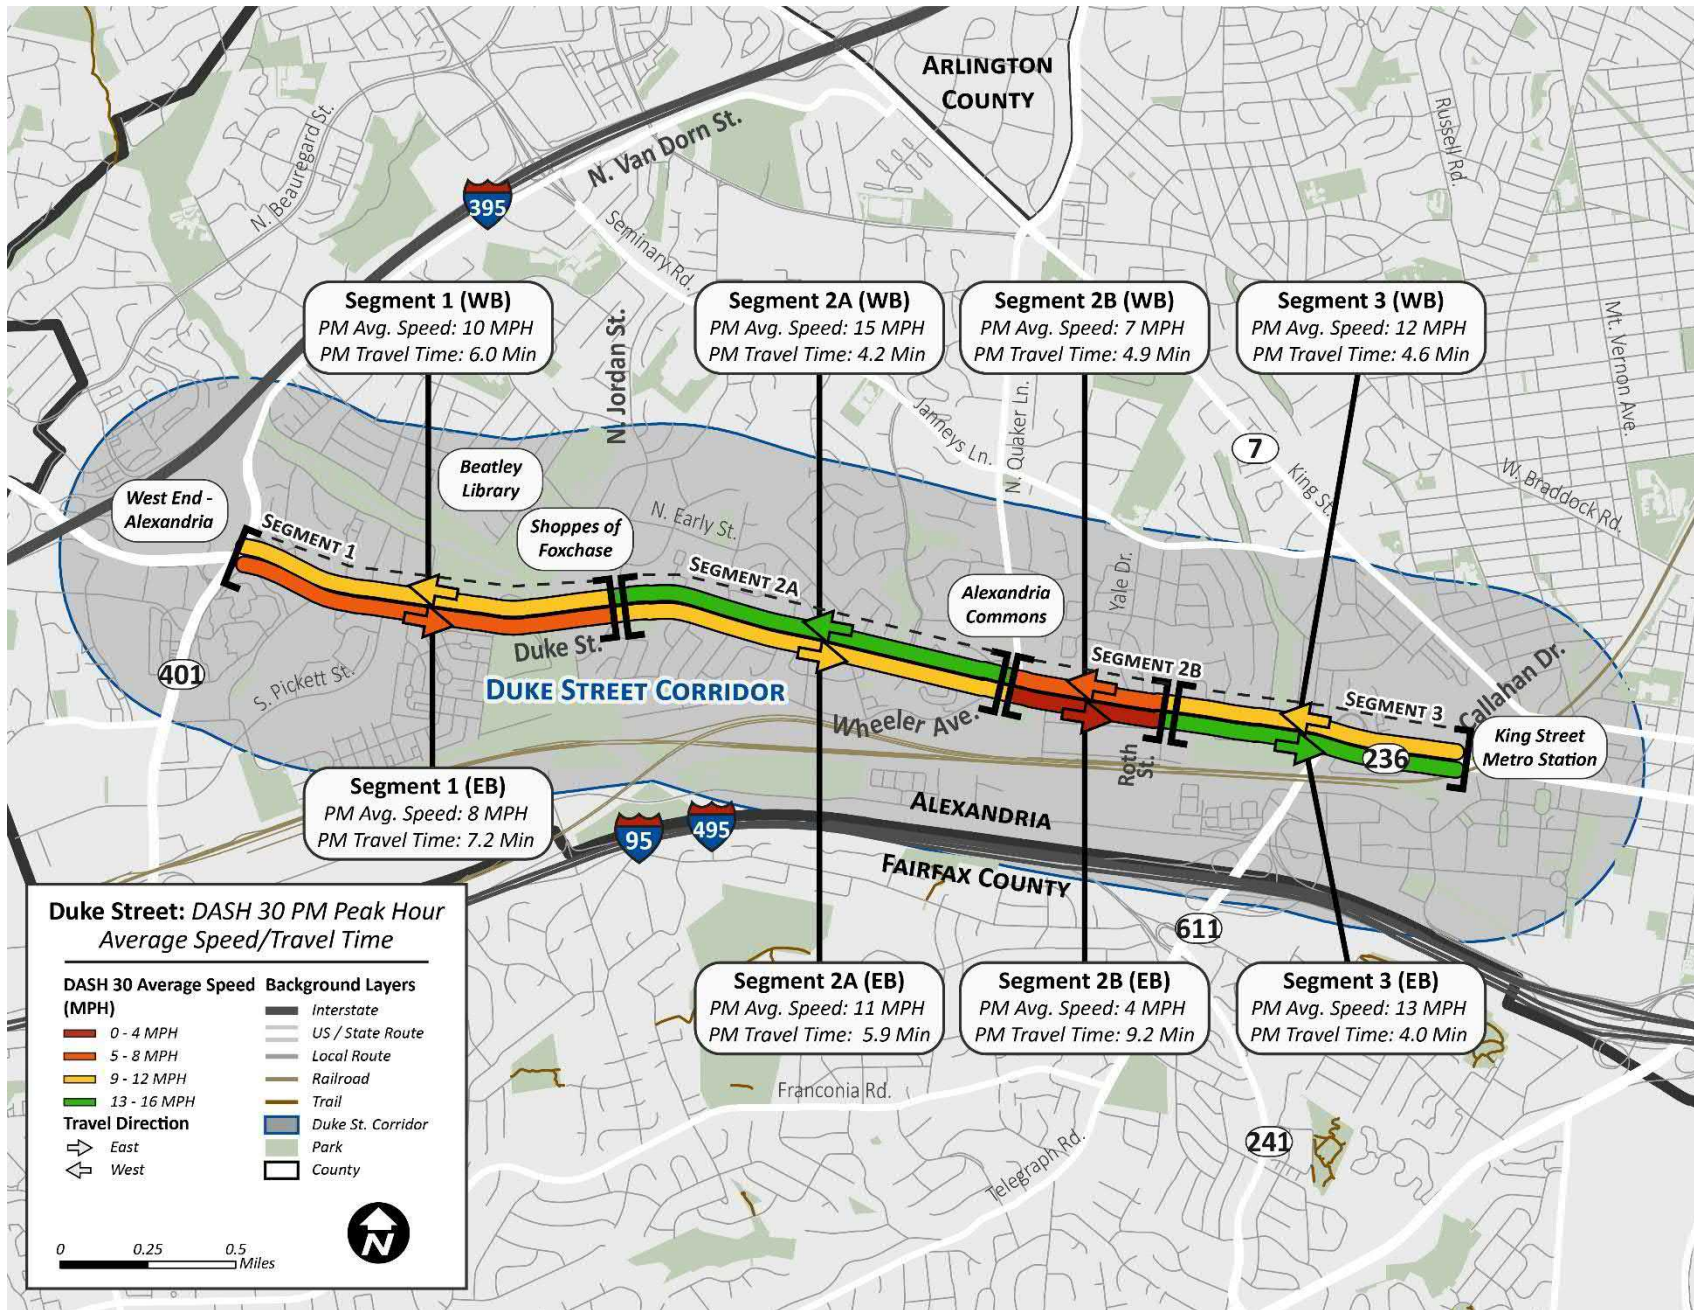 ARLINGTON
COUNTY
N. Van Dorn St.
N. Beauregard St.
395
Seminary Rd.
Russell Rd.
Segment 1 (WB)
PM Avg. Speed: 10 MPH
PM Travel Time: 6.0 Min
Segment 2A (WB)
PM Avg. Speed: 15 MPH
PM Travel Time: 4.2 Min
Segment 2B (WB)
PM Avg. Speed: 7 MPH
PM Travel Time: 4.9 Min
Segment 3 (WB)
PM Avg. Speed: 12 MPH
PM Travel Time: 4.6 Min
N. Jordan St.
Janneys Ln.
N. Quaker Ln.
7
King St.
Mt. Vernon Ave.
W. Braddock Rd.
West End -
Alexandria
Beatley
Library
Shoppes of
Foxchase
N. Early St.
Alexandria
Commons
Yale Dr.
SEGMENT 1
SEGMENT 2A
SEGMENT 2B
SEGMENT 3
Callahan Dr.
King Street
Metro Station
236
401
S. Pickett St.
Duke St.
DUKE STREET CORRIDOR
Wheeler Ave.
Roth
St.
ALEXANDRIA
FAIRFAX COUNTY
95
495
Segment 1 (EB)
PM Avg. Speed: 8 MPH
PM Travel Time: 7.2 Min
Segment 2A (EB)
PM Avg. Speed: 11 MPH
PM Travel Time: 5.9 Min
Segment 2B (EB)
PM Avg. Speed: 4 MPH
PM Travel Time: 9.2 Min
Segment 3 (EB)
PM Avg. Speed: 13 MPH
PM Travel Time: 4.0 Min
611
Franconia Rd.
Telegraph Rd.
241
Duke Street: DASH 30 PM Peak Hour
Average Speed/Travel Time
DASH 30 Average Speed
(MPH)
0 - 4 MPH
5 - 8 MPH
9 - 12 MPH
13 - 16 MPH
Travel Direction
East
West
Background Layers
Interstate
US / State Route
Local Route
Railroad
Trail
Duke St. Corridor
Park
County
0 0.25 0.5
Miles
N